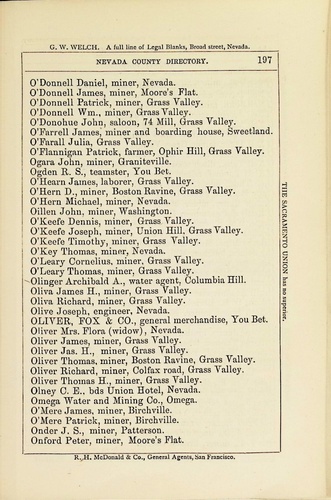 G. W. WELCH. A full line of Legal Blanks, Broad street, Nevada.
NEVADA COUNTY DIRECTORY. 197
O'Donnell Daniel, miner, Nevada.
O'Donnell James, miner, Moore's Flat.
O'Donnell Patrick, miner, Grass Valley.
O'Donnell Wm., miner, Grass Valley.
O'Donohue John, saloon, 74 Mill, Grass Valley.
O'Farrell James, miner and boarding house, Sweetland.
O'Farall Julia, Grass Valley.
O'Flannigan Patrick, farmer, Ophir Hill, Grass Valley.
Ogara John, miner, Graniteville.
Ogden R. S., teamster, You Bet.
O'Hearn James, laborer, Grass Valley.
O'Hern D., miner, Boston Ravine, Grass Valley.
O'Hern Michael, miner, Nevada.
Oillen John, miner, Washington.
O'Keefe Dennis, miner, Grass Valley.
O'Keefe Joseph, miner, Union Hill, Grass Valley.
O'Keefe Timothy, miner, Grass Valley.
O'Key Thomas, miner, Nevada.
O'Leary Cornelius, miner, Grass Valley.
O'Leary Thomas, miner, Grass Valley.
Olinger Archibald A., water agent, Columbia Hill.
Oliva James H., miner, Grass Valley.
Oliva Richard, miner, Grass Valley.
Olive Joseph, engineer, Nevada.
OLIVER, FOX & CO., general merchandise, You Bet.
Oliver Mrs. Flora (widow), Nevada.
Oliver James, miner, Grass Valley.
Oliver Jas. H., miner, Grass Valley.
Oliver Thomas, miner, Boston Ravine, Grass Valley.
Oliver Richard, miner, Colfax road, Grass Valley.
Oliver Thomas H., miner, Grass Valley.
Olney C. E., bds Union Hotel, Nevada.
Omega Water and Mining Co., Omega.
O'Mere James, miner, Birchville.
O'Mere Patrick, miner, Birchville.
Onder J. S., miner, Patterson.
Onford Peter, miner, Moore's Flat.
THE SACRAMENTO UNION has no superior.
R. H. McDonald & Co., General Agents, San Francisco.